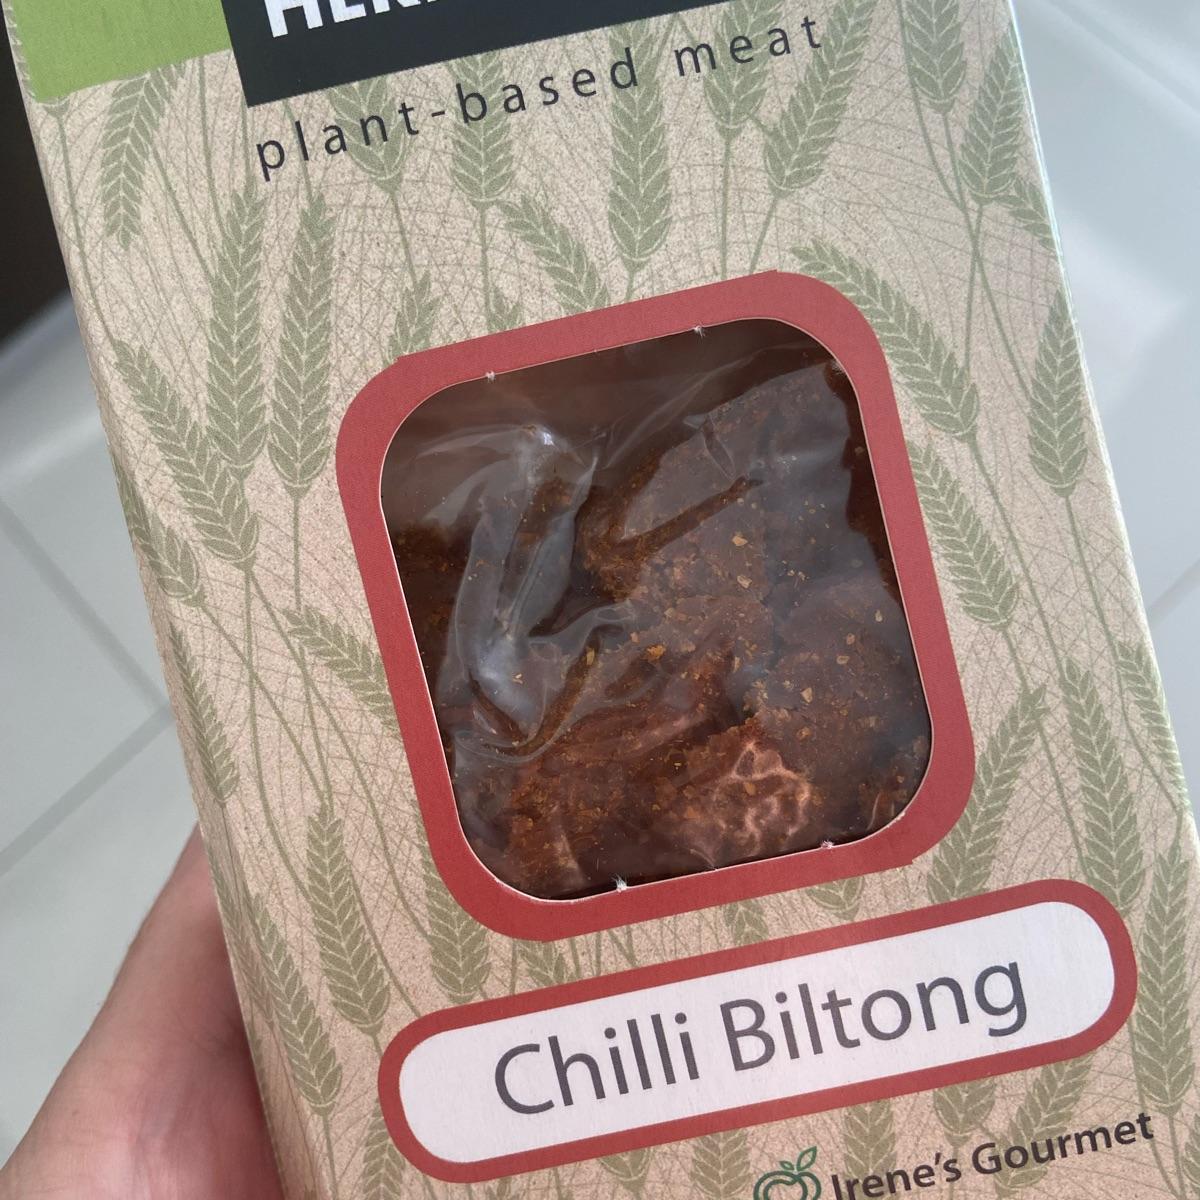 plant-based meat
Chilli Biltong
Irene's Gourmet